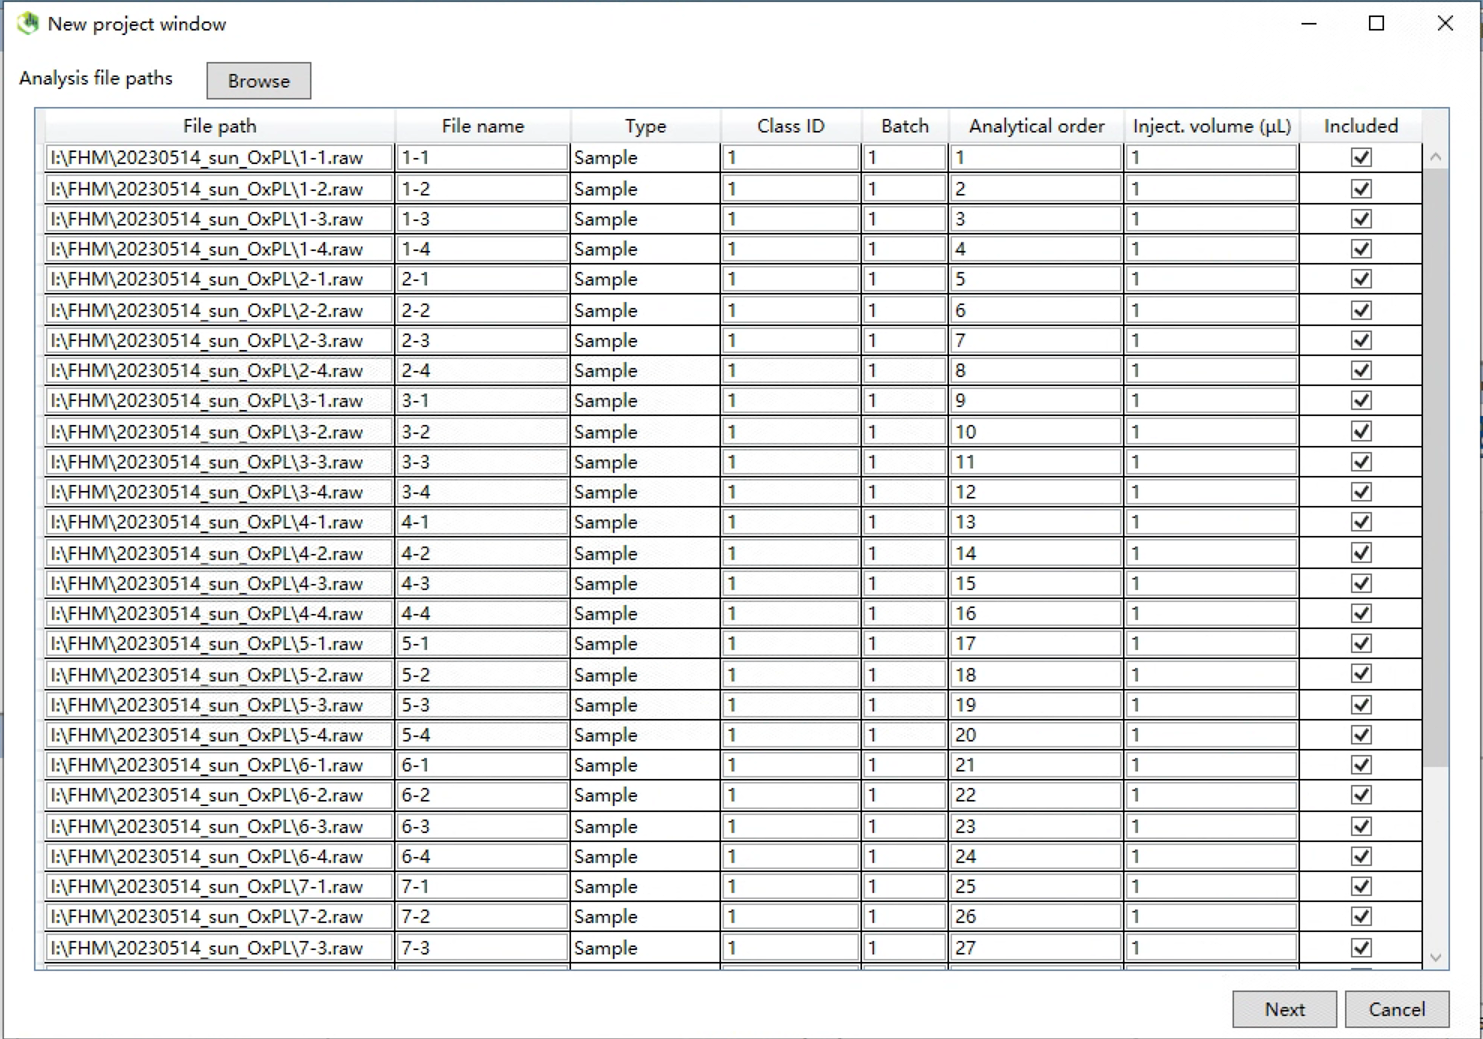 New project window
Analysis file paths Browse
File path File name Type Class ID Batch Analytical order Inject. volume (μL) Included
I:\FHM\20230514_sun_OxPL\1-1.raw 1-1 Sample 1 1 1 1
I:\FHM\20230514_sun_OxPL\1-2.raw 1-2 Sample 1 1 2 1
I:\FHM\20230514_sun_OxPL\1-3.raw 1-3 Sample 1 1 3 1
I:\FHM\20230514_sun_OxPL\1-4.raw 1-4 Sample 1 1 4 1
I:\FHM\20230514_sun_OxPL\2-1.raw 2-1 Sample 1 1 5 1
I:\FHM\20230514_sun_OxPL\2-2.raw 2-2 Sample 1 1 6 1
I:\FHM\20230514_sun_OxPL\2-3.raw 2-3 Sample 1 1 7 1
I:\FHM\20230514_sun_OxPL\2-4.raw 2-4 Sample 1 1 8 1
I:\FHM\20230514_sun_OxPL\3-1.raw 3-1 Sample 1 1 9 1
I:\FHM\20230514_sun_OxPL\3-2.raw 3-2 Sample 1 1 10 1
I:\FHM\20230514_sun_OxPL\3-3.raw 3-3 Sample 1 1 11 1
I:\FHM\20230514_sun_OxPL\3-4.raw 3-4 Sample 1 1 12 1
I:\FHM\20230514_sun_OxPL\4-1.raw 4-1 Sample 1 1 13 1
I:\FHM\20230514_sun_OxPL\4-2.raw 4-2 Sample 1 1 14 1
I:\FHM\20230514_sun_OxPL\4-3.raw 4-3 Sample 1 1 15 1
I:\FHM\20230514_sun_OxPL\4-4.raw 4-4 Sample 1 1 16 1
I:\FHM\20230514_sun_OxPL\5-1.raw 5-1 Sample 1 1 17 1
I:\FHM\20230514_sun_OxPL\5-2.raw 5-2 Sample 1 1 18 1
I:\FHM\20230514_sun_OxPL\5-3.raw 5-3 Sample 1 1 19 1
I:\FHM\20230514_sun_OxPL\5-4.raw 5-4 Sample 1 1 20 1
I:\FHM\20230514_sun_OxPL\6-1.raw 6-1 Sample 1 1 21 1
I:\FHM\20230514_sun_OxPL\6-2.raw 6-2 Sample 1 1 22 1
I:\FHM\20230514_sun_OxPL\6-3.raw 6-3 Sample 1 1 23 1
I:\FHM\20230514_sun_OxPL\6-4.raw 6-4 Sample 1 1 24 1
I:\FHM\20230514_sun_OxPL\7-1.raw 7-1 Sample 1 1 25 1
I:\FHM\20230514_sun_OxPL\7-2.raw 7-2 Sample 1 1 26 1
I:\FHM\20230514_sun_OxPL\7-3.raw 7-3 Sample 1 1 27 1
Next Cancel